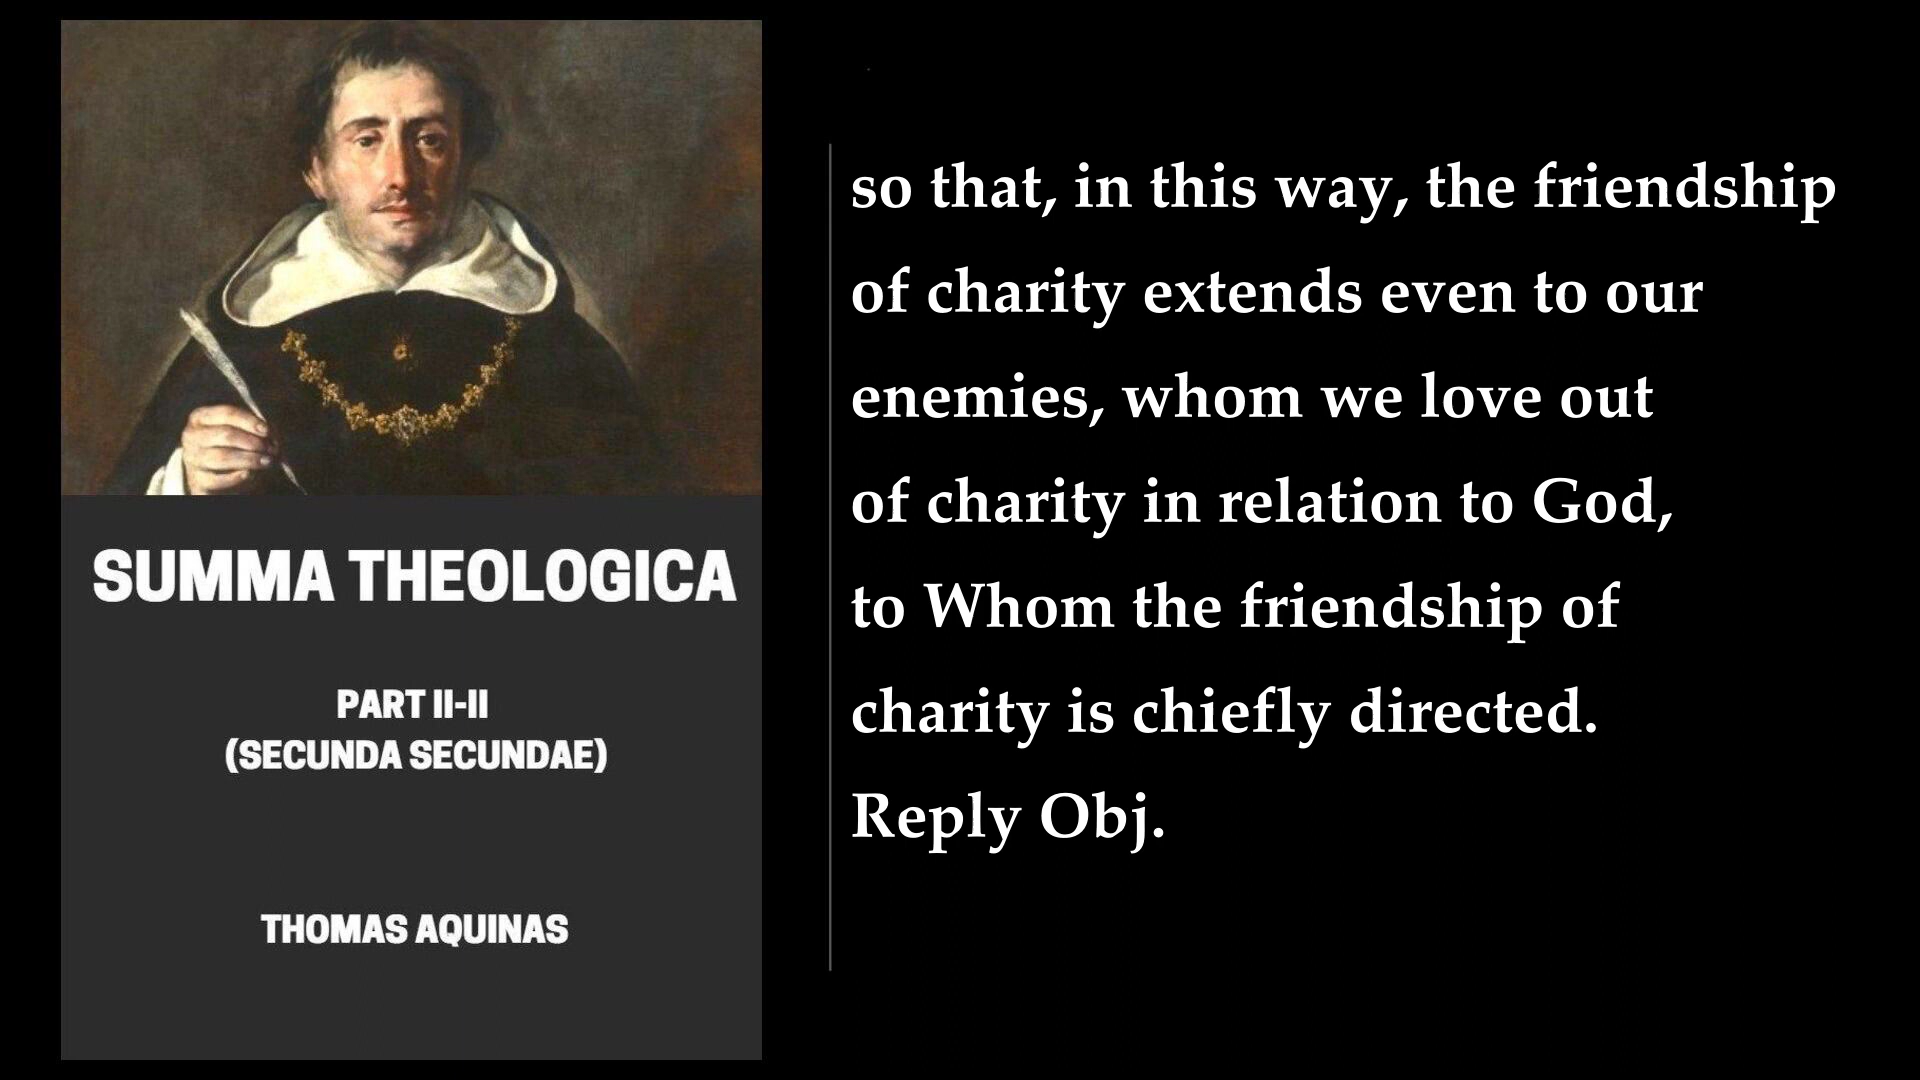 SUMMA THEOLOGICA
PART II-II
(SECUNDA SECUNDAE)
THOMAS AQUINAS
so that, in this way, the friendship
of charity extends even to our
enemies, whom we love out
of charity in relation to God,
to Whom the friendship of
charity is chiefly directed.
Reply Obj.